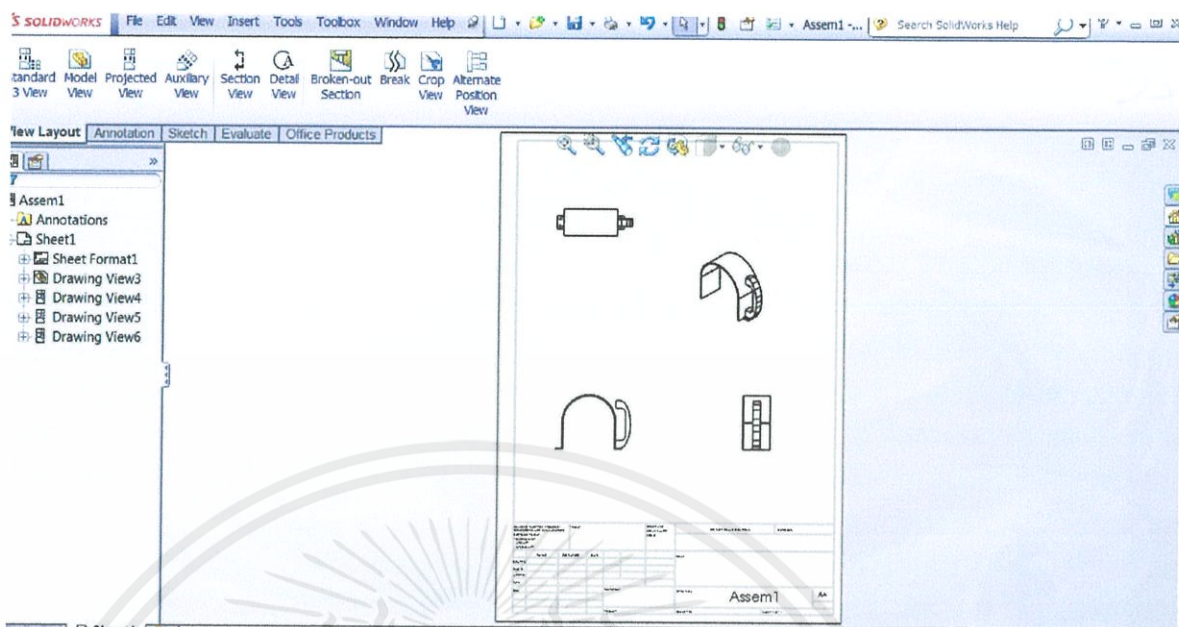 SOLIDWORKS File Edit View Insert Tools Toolbox Window Help Assem1 -... Search SolidWorks Help
tandard 3 View
Model View
Projected View
Auxiliary View
Section View
Detail View
Broken-out Section
Break
Crop View
Alternate Position View
View Layout Annotation Sketch Evaluate Office Products
»
Assem1
Annotations
Sheet1
Sheet Format1
Drawing View3
Drawing View4
Drawing View5
Drawing View6
Assem1